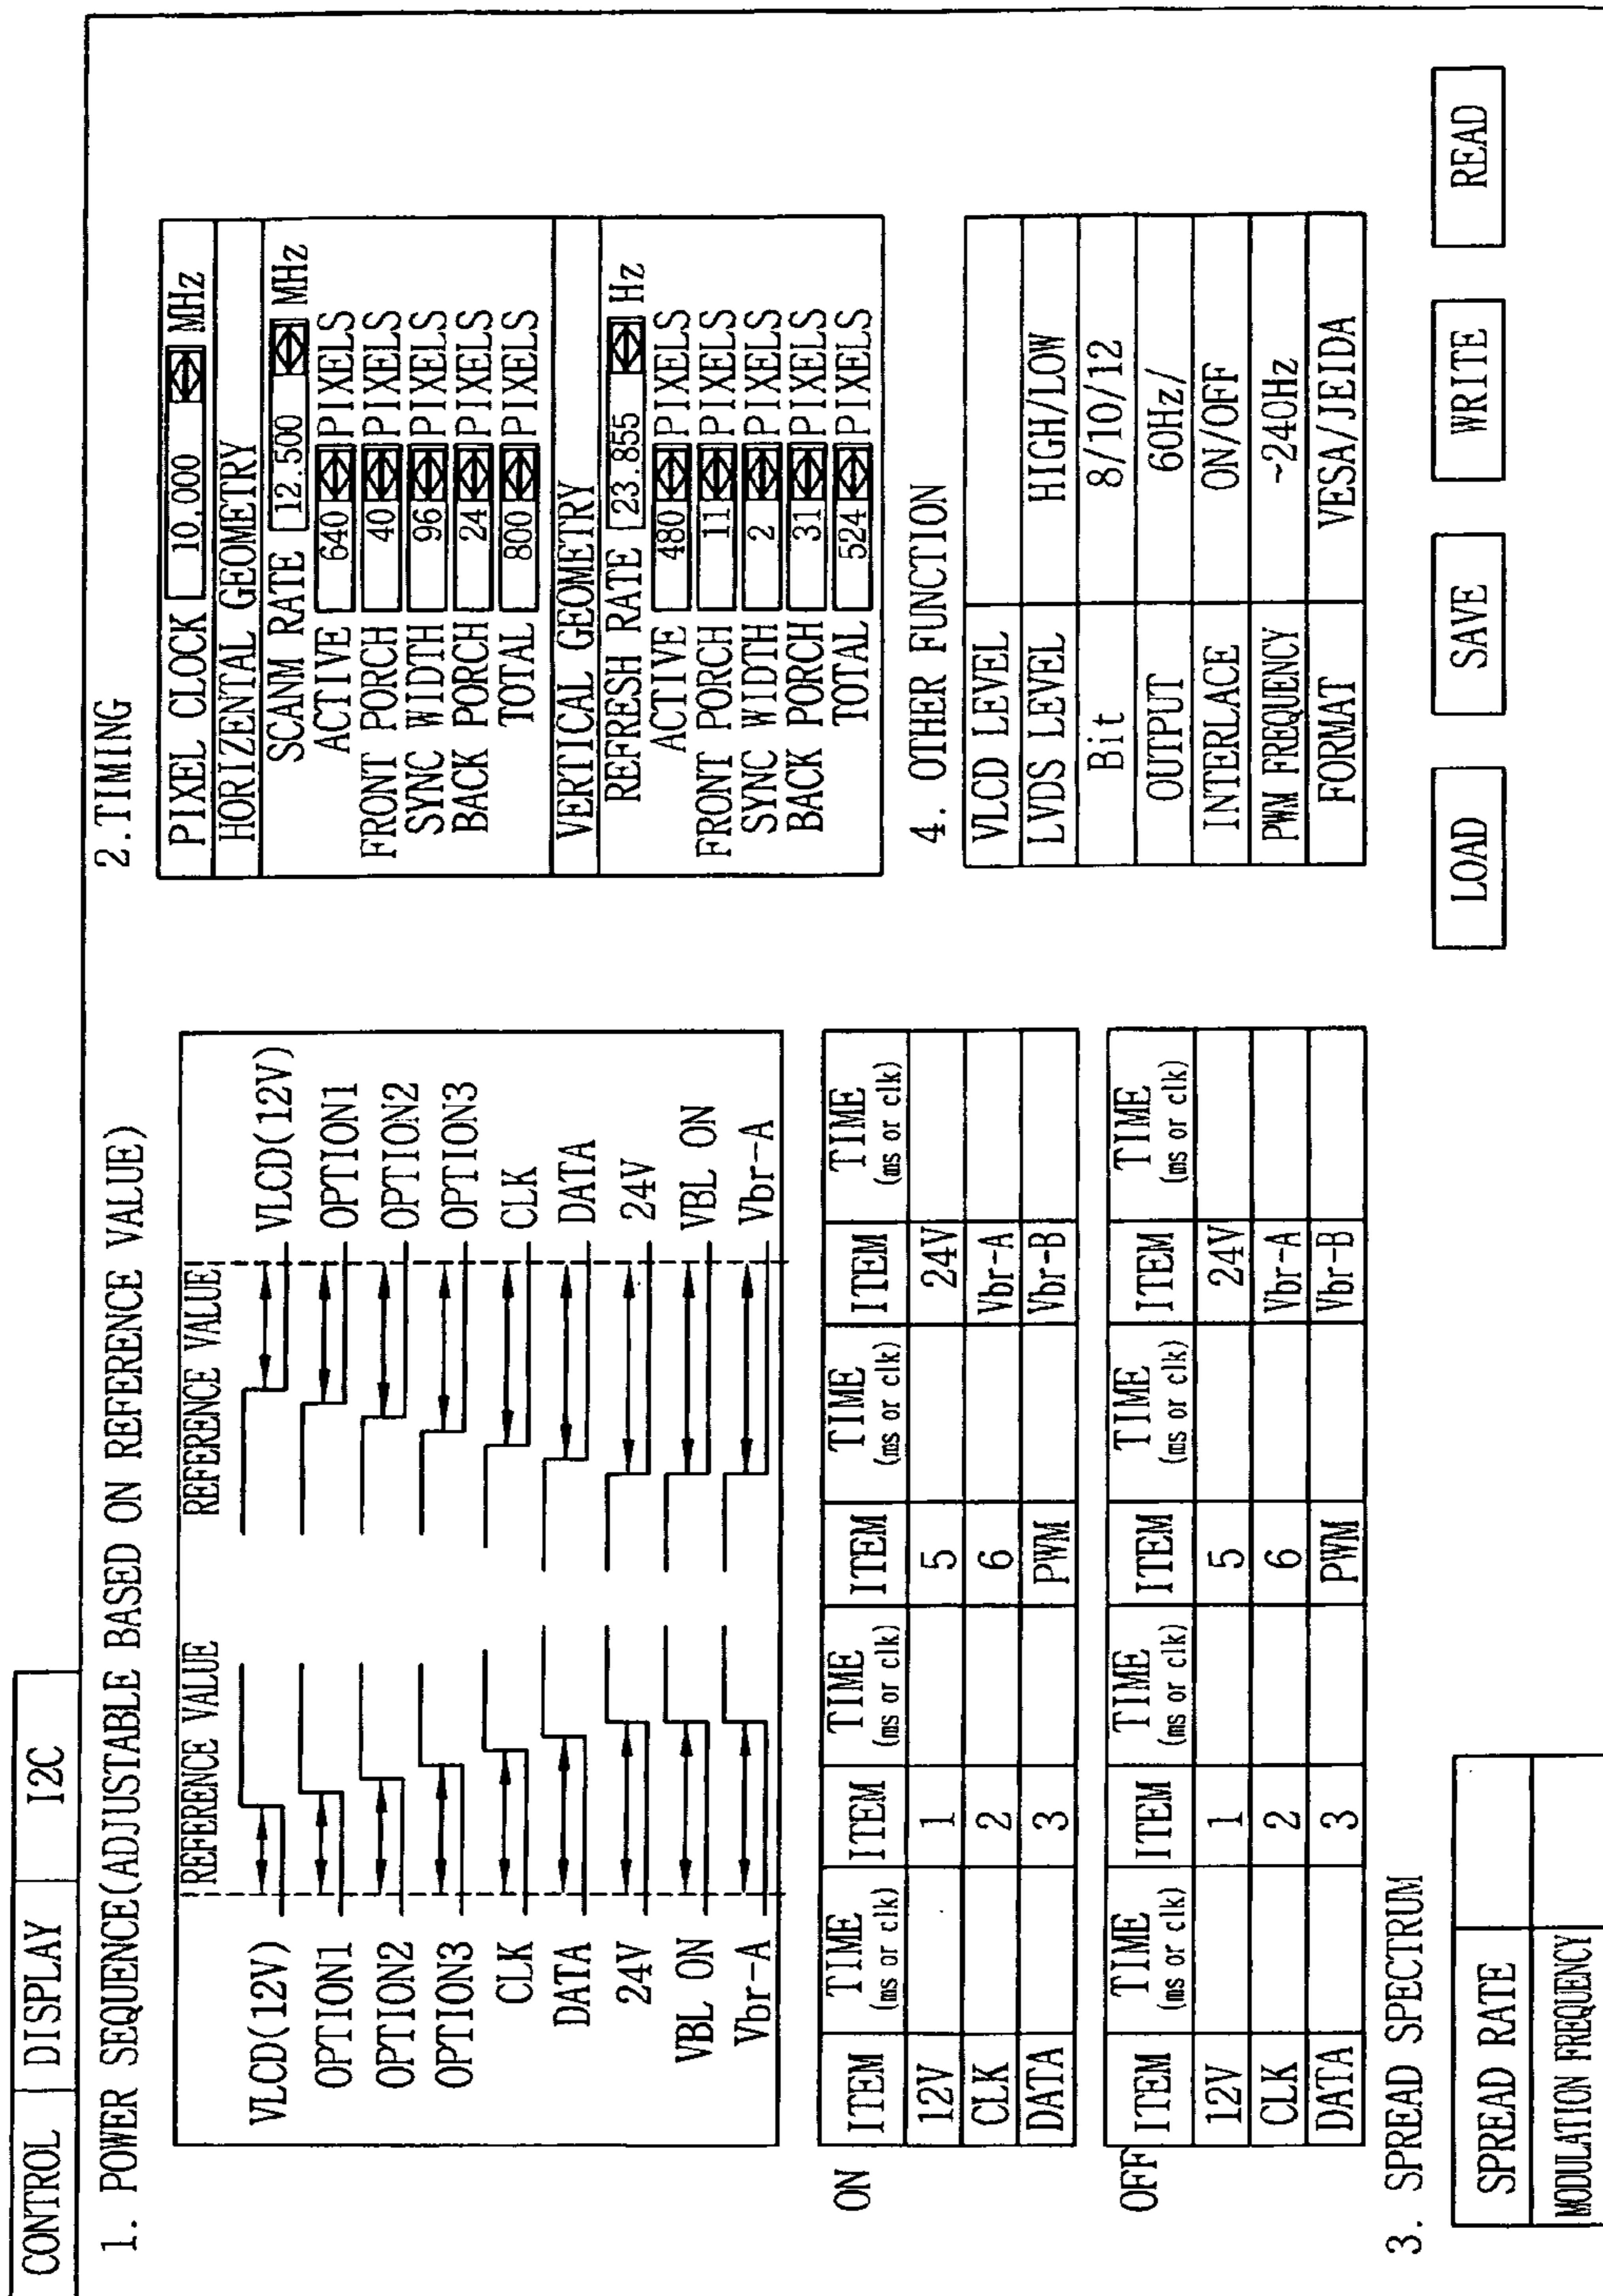 CONTROL DISPLAY I2C
1. POWER SEQUENCE(ADJUSTABLE BASED ON REFERENCE VALUE)
REFERENCE VALUE REFERENCE VALUE
VLCD(12V) VLCD(12V)
OPTION1 OPTION1
OPTION2 OPTION2
OPTION3 OPTION3
CLK CLK
DATA DATA
24V 24V
VBL ON VBL ON
Vbr-A Vbr-A
ON
ITEM TIME (ms or clk) ITEM TIME (ms or clk) ITEM TIME (ms or clk) ITEM TIME (ms or clk)
12V 1 5 24V
CLK 2 6 Vbr-A
DATA 3 PWM Vbr-B
OFF
ITEM TIME (ms or clk) ITEM TIME (ms or clk) ITEM TIME (ms or clk) ITEM TIME (ms or clk)
12V 1 5 24V
CLK 2 6 Vbr-A
DATA 3 PWM Vbr-B
2.TIMING
PIXEL CLOCK 10.000 MHz
HORIZENTAL GEOMETRY
SCANM RATE 12.500 MHz
ACTIVE 640 PIXELS
FRONT PORCH 40 PIXELS
SYNC WIDTH 96 PIXELS
BACK PORCH 24 PIXELS
TOTAL 800 PIXELS
VERTICAL GEOMETRY
REFRESH RATE 23.855 Hz
ACTIVE 480 PIXELS
FRONT PORCH 11 PIXELS
SYNC WIDTH 2 PIXELS
BACK PORCH 31 PIXELS
TOTAL 524 PIXELS
3. SPREAD SPECTRUM
SPREAD RATE
MODULATION FREQUENCY
4. OTHER FUNCTION
VLCD LEVEL
LVDS LEVEL HIGH/LOW
Bit 8/10/12
OUTPUT 60Hz/
INTERLACE ON/OFF
PWM FREQUENCY ~240Hz
FORMAT VESA/JEIDA
LOAD SAVE WRITE READ